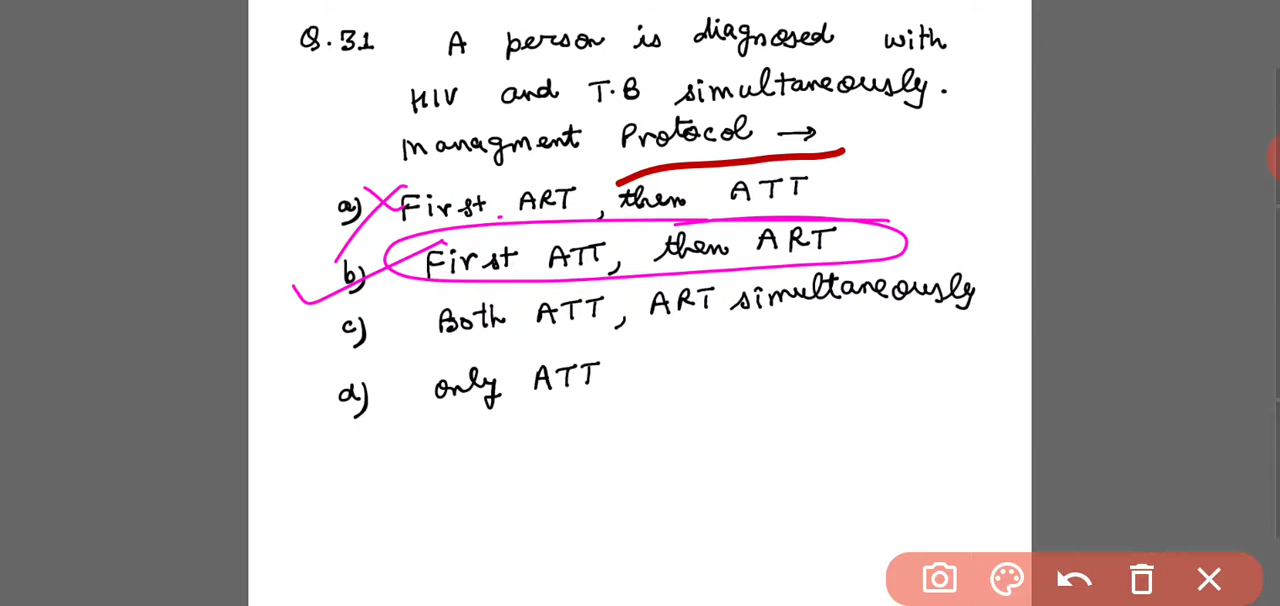 Q.31 A person is diagnosed with
HIV and T.B simultaneously.
Managment Protocol →
a) First ART, then ATT
b) First ATT, then ART
c) Both ATT, ART simultaneously
d) only ATT